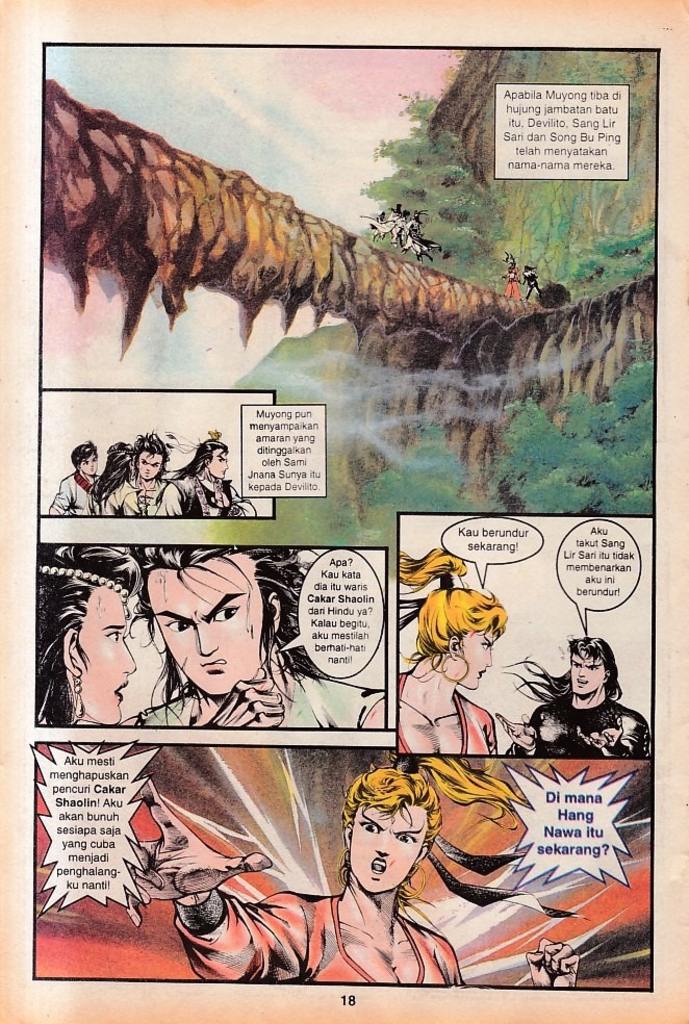 Apabila Muyong tiba di
hujung jambatan batu
itu, Devilito, Sang Lir
Sari dan Song Bu Ping
telah menyatakan
nama-nama mereka.
Muyong pun
menyampaikan
amaran yang
ditinggalkan
oleh Sami
Jnana Sunya itu
kepada Devilito.
Apa?
Kau kata
dia itu waris
Cakar Shaolin
dari Hindu ya?
Kalau begitu,
aku mestilah
berhati-hati
nanti!
Kau berundur
sekarang!
Aku
takut Sang
Lir Sari itu tidak
membenarkan
aku ini
berundur!
Aku mesti
menghapuskan
pencuri Cakar
Shaolin! Aku
akan bunuh
sesiapa saja
yang cuba
menjadi
penghalang-
ku nanti!
Di mana
Hang
Nawa itu
sekarang?
18